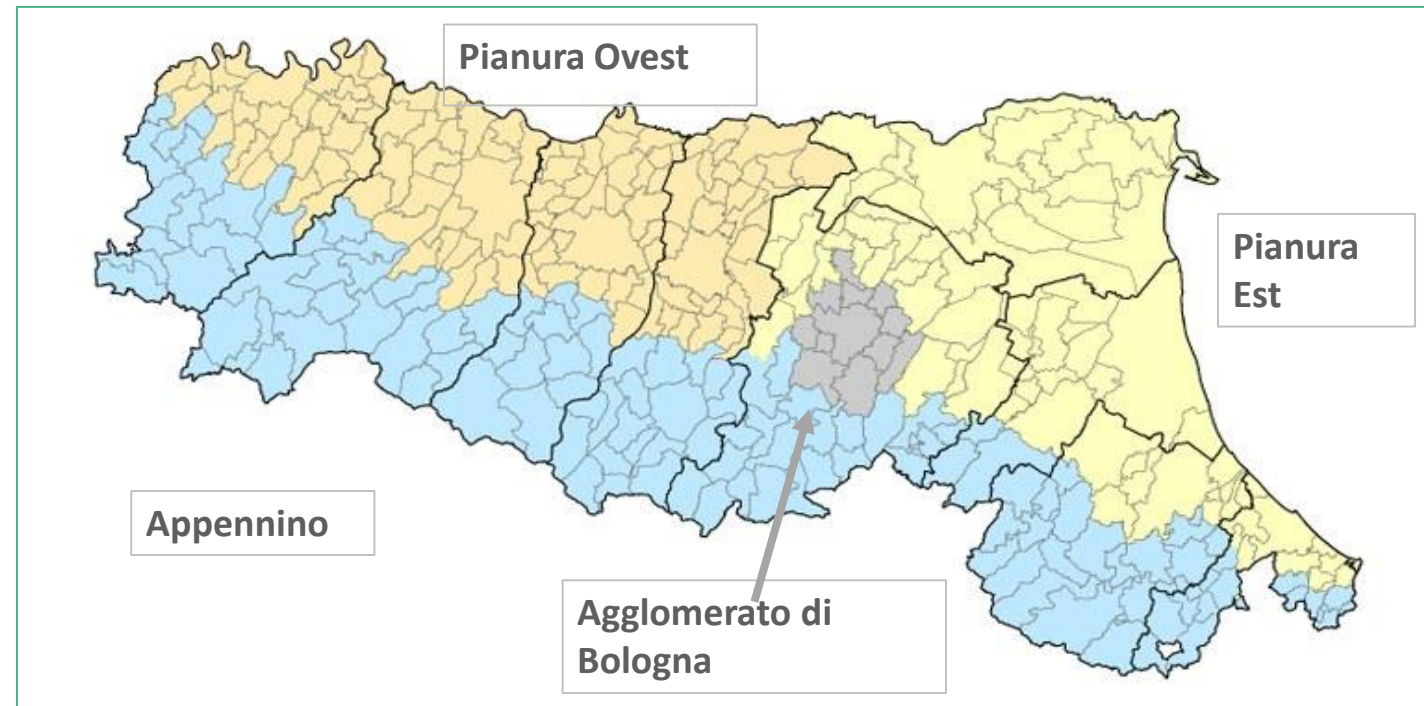 Pianura Ovest
Pianura
Est
Appennino
Agglomerato di
Bologna